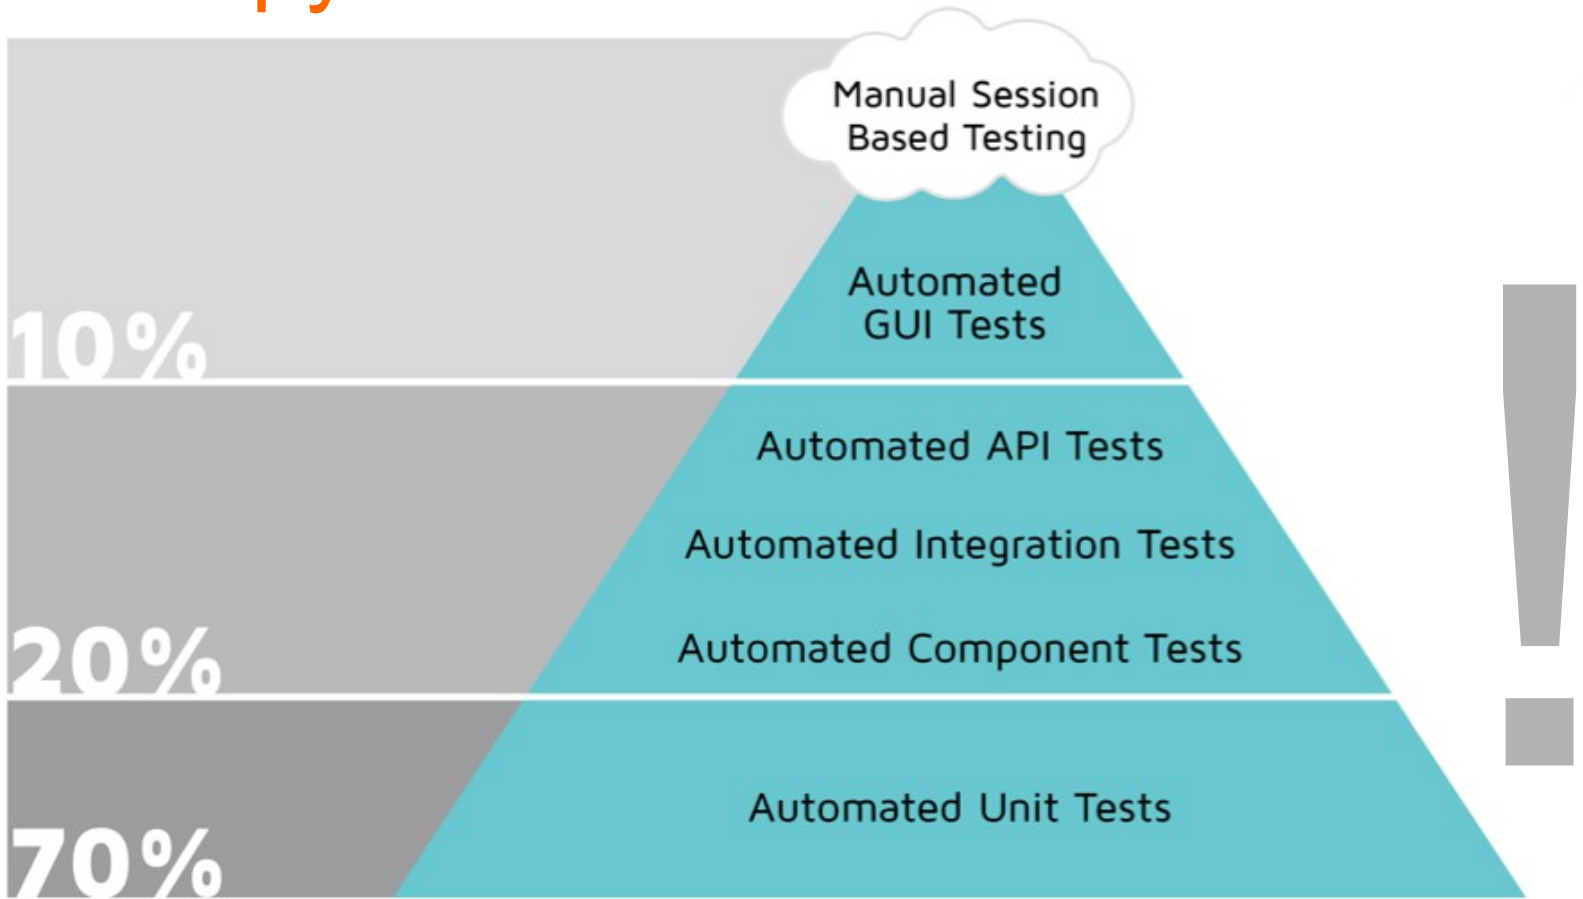 Manual Session
Based Testing
Automated
GUI Tests
10%
Automated API Tests
Automated Integration Tests
Automated Component Tests
20%
Automated Unit Tests
70%
!